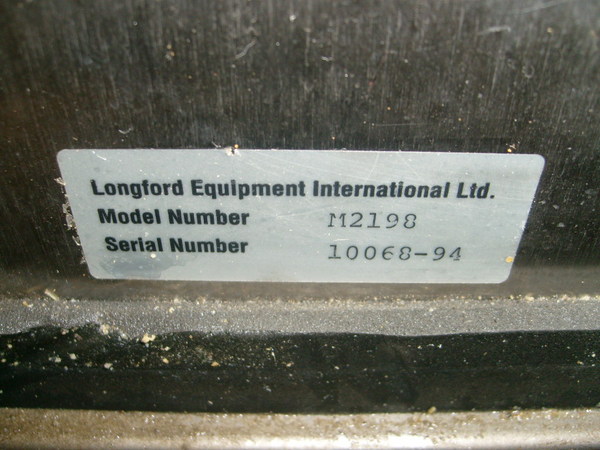 Longford Equipment International Ltd.
Model Number M2198
Serial Number 10068-94